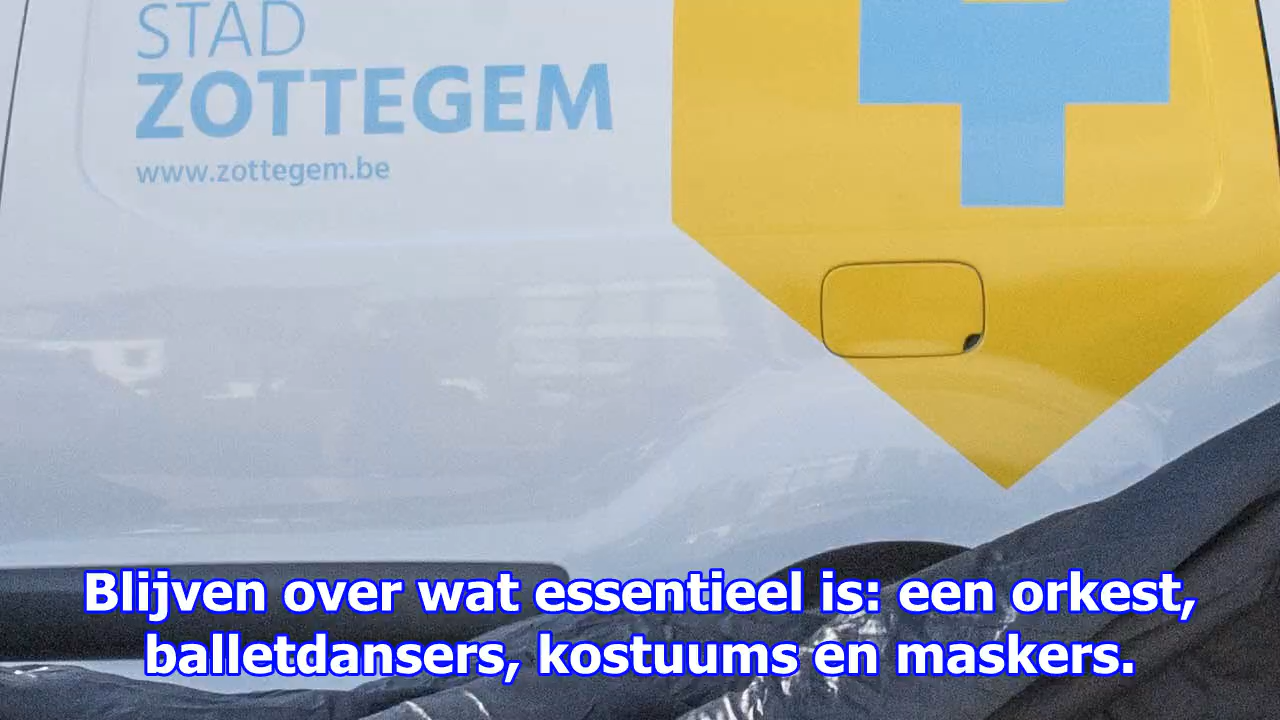 STAD
ZOTTEGEM
www.zottegem.be
Blijven over wat essentieel is: een orkest,
balletdansers, kostuums en maskers.